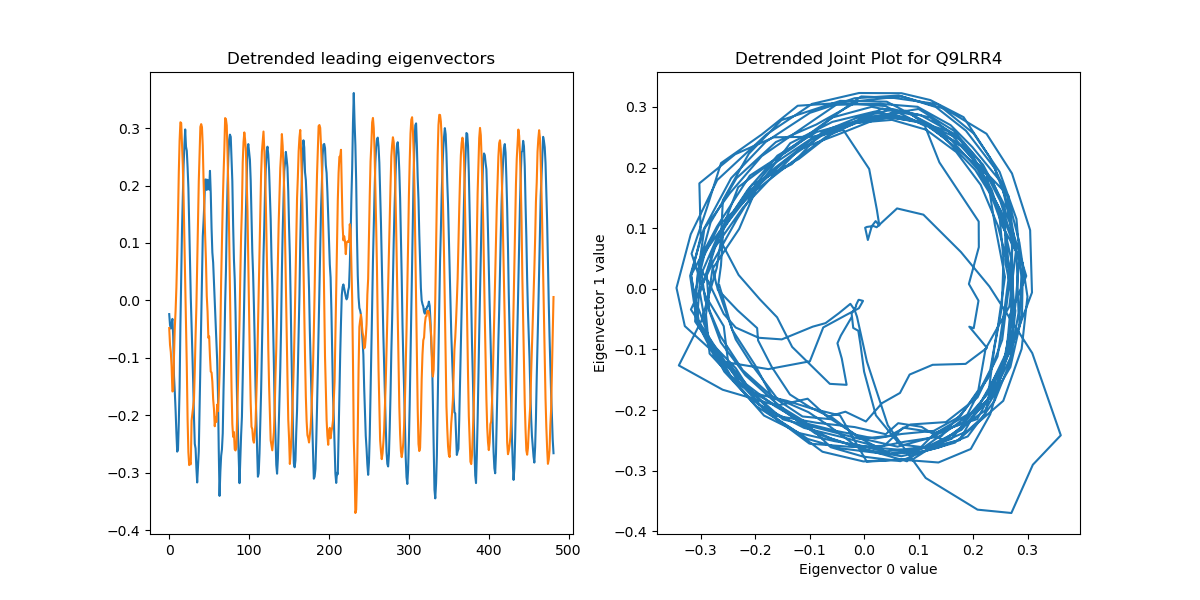 Detrended leading eigenvectors
0.3
0.2
0.1
0.0
−0.1
−0.2
−0.3
−0.4
0 100 200 300 400 500
Detrended Joint Plot for Q9LRR4
Eigenvector 1 value
0.3
0.2
0.1
0.0
−0.1
−0.2
−0.3
−0.4
−0.3 −0.2 −0.1 0.0 0.1 0.2 0.3
Eigenvector 0 value